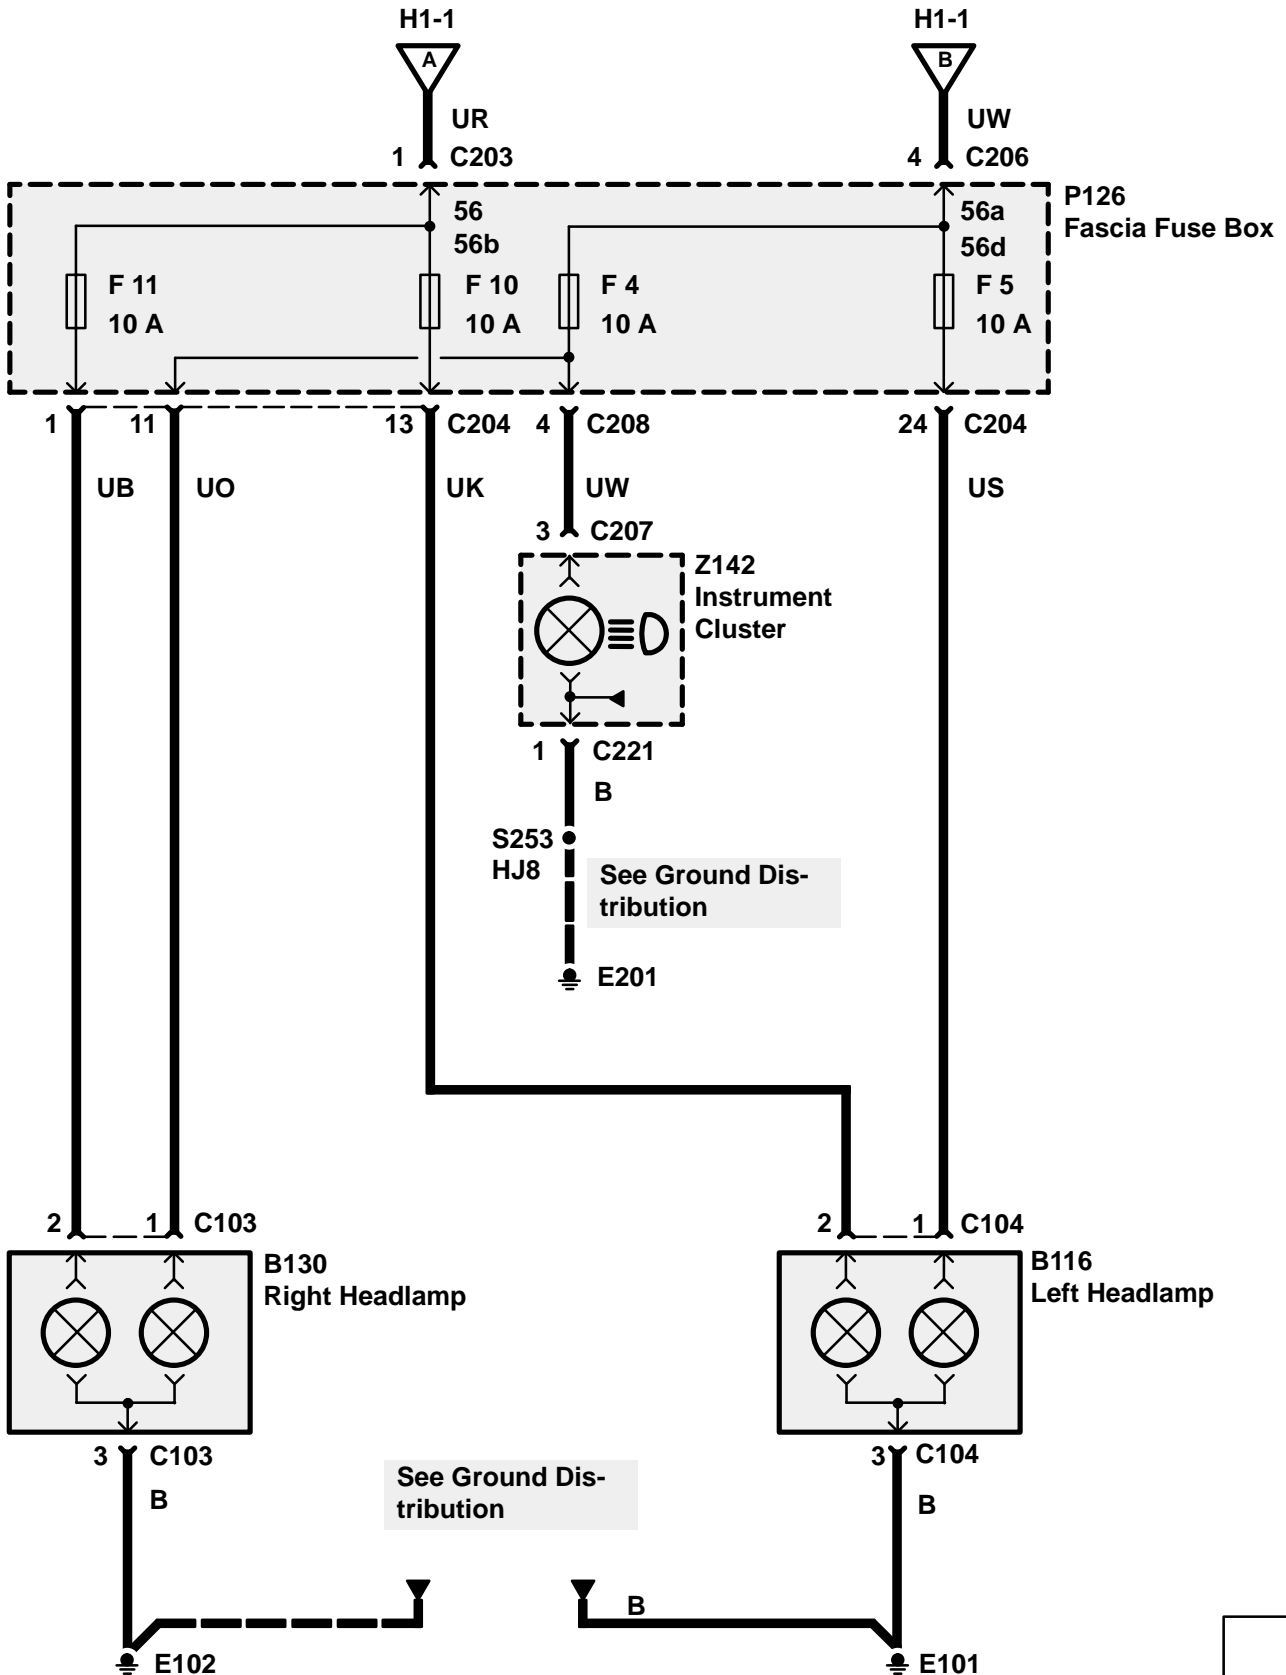 H1-1 H1-1
A B
UR UW
1 C203 4 C206
P126
Fascia Fuse Box
56 56a
56b 56d
F 11 F 10 F 4 F 5
10 A 10 A 10 A 10 A
1 11 13 C204 4 C208 24 C204
UB UO UK UW US
3 C207
Z142
Instrument
Cluster
1 C221
B
S253
HJ8
See Ground Dis-
tribution
E201
2 1 C103 2 1 C104
B130 B116
Right Headlamp Left Headlamp
3 C103 3 C104
B B
See Ground Dis-
tribution
B
E102 E101